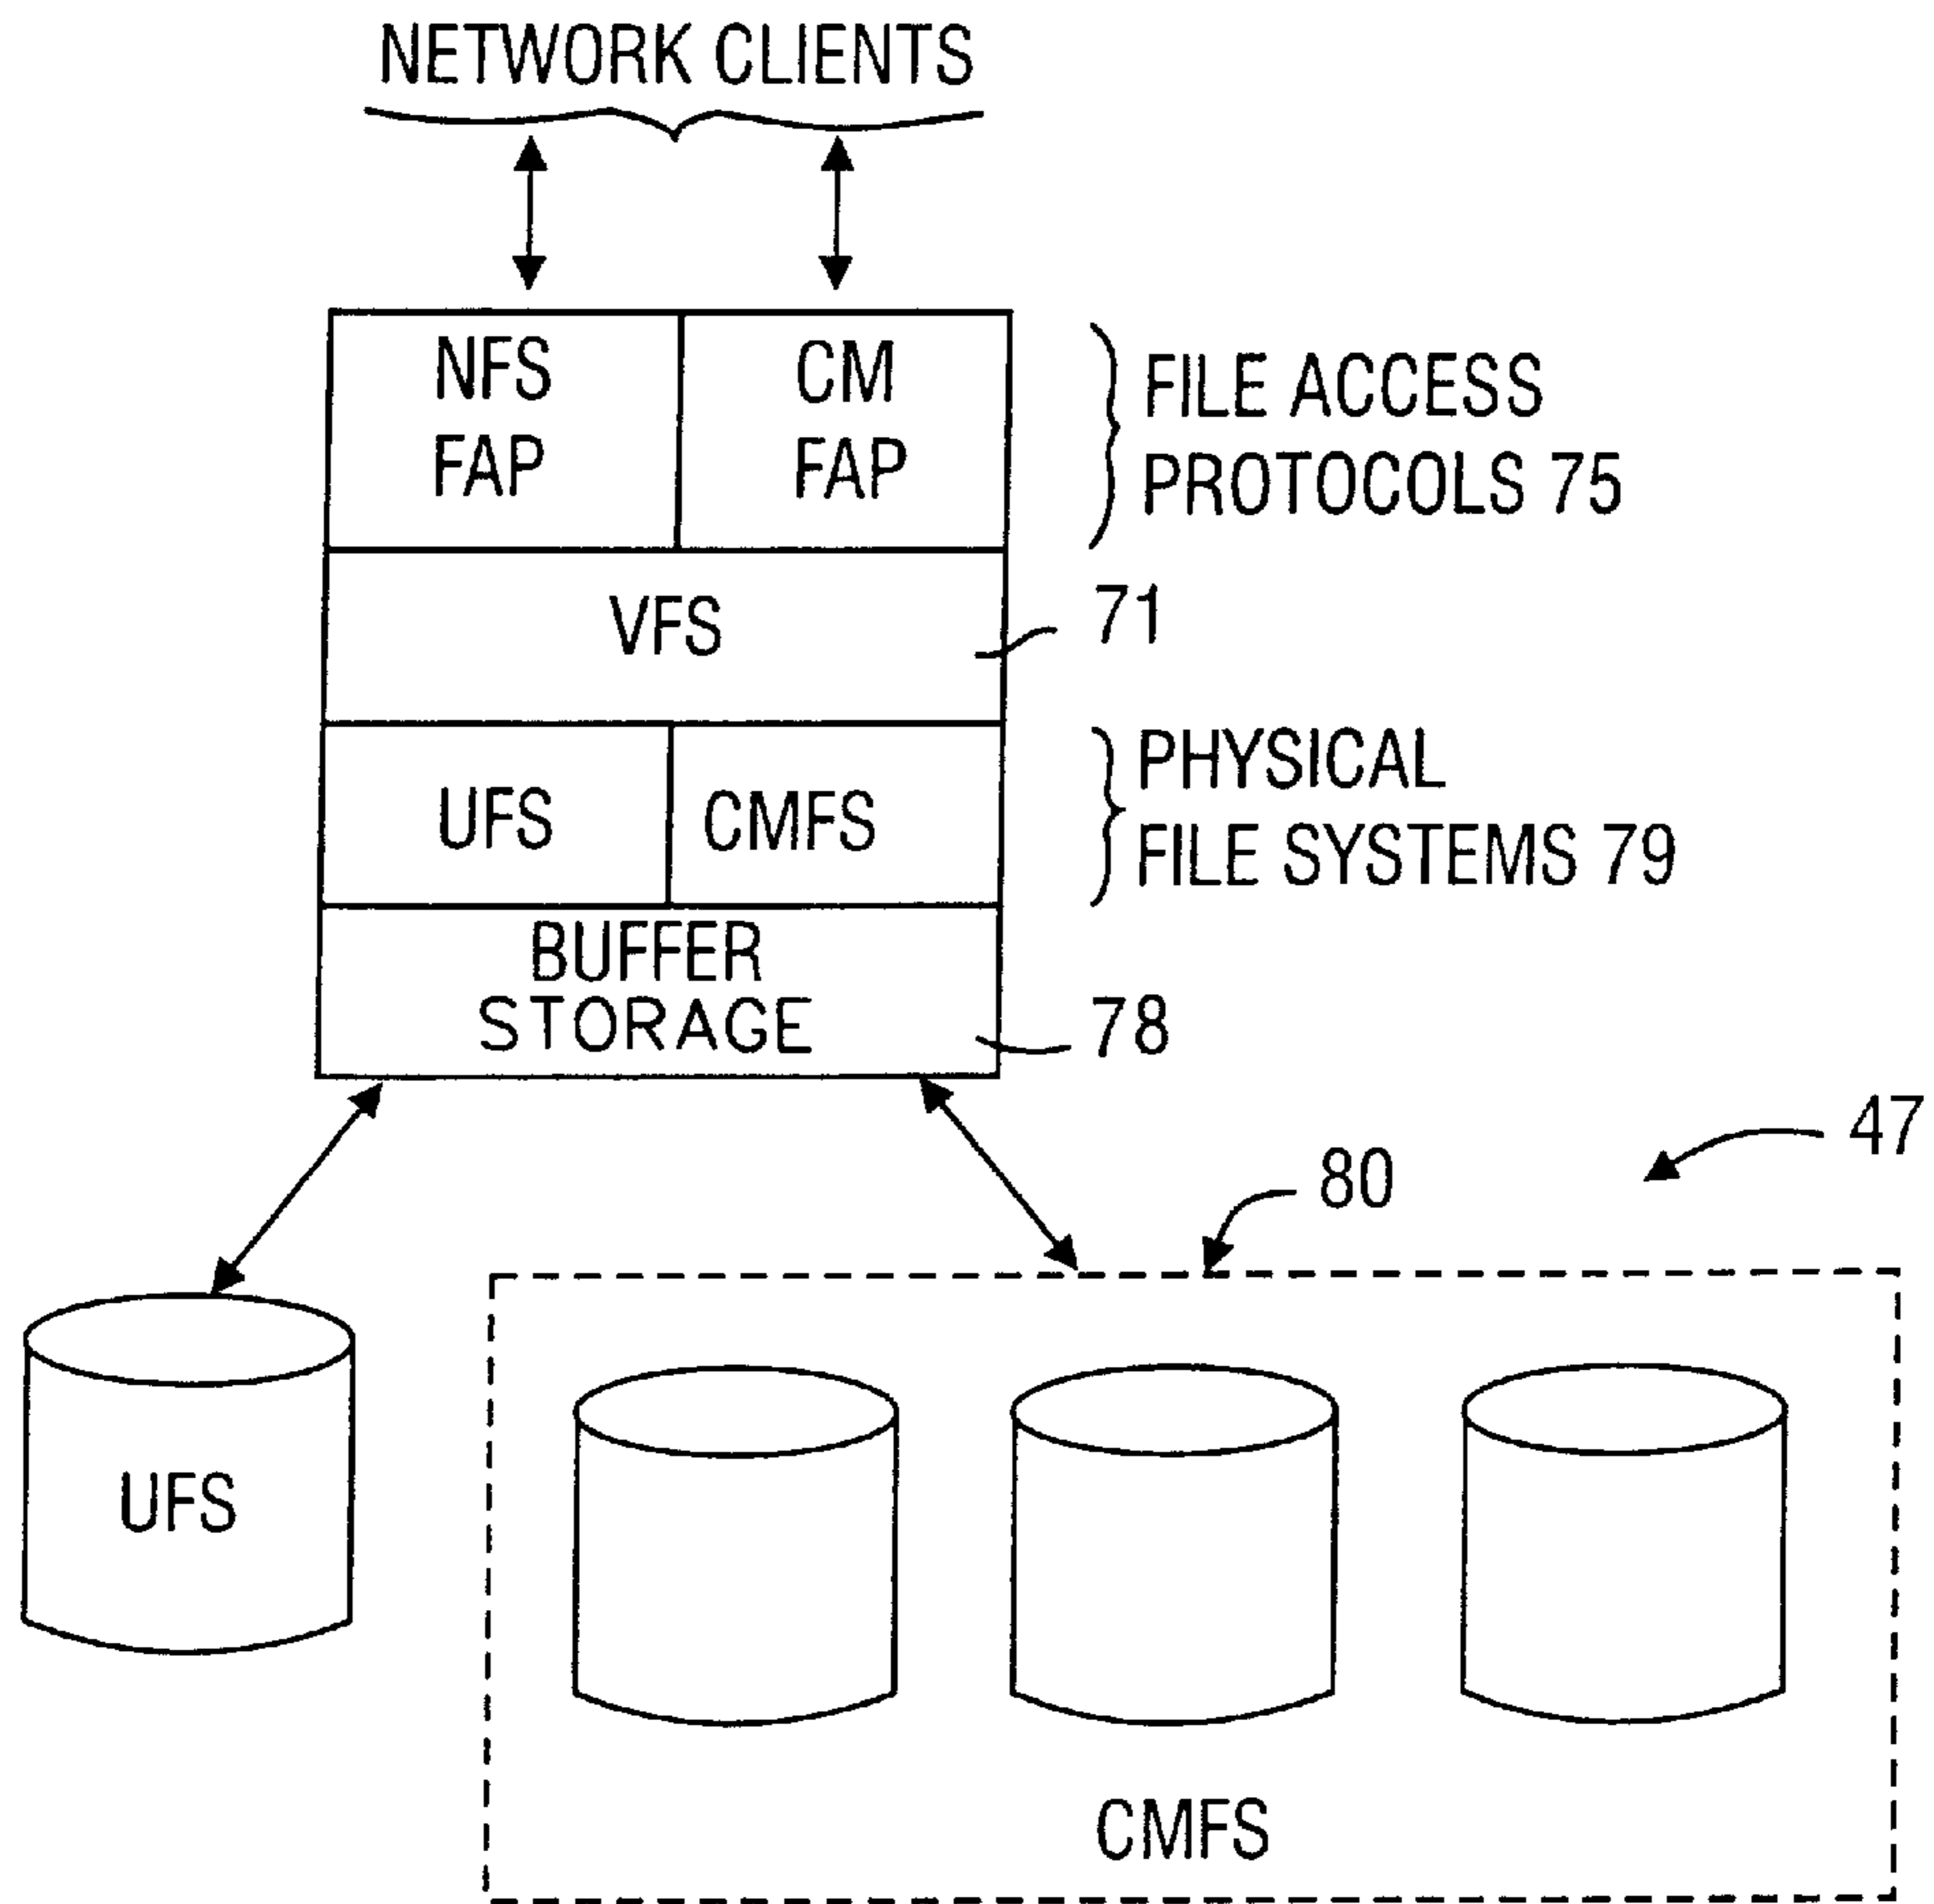 NETWORK CLIENTS
NFS
FAP
CM
FAP
FILE ACCESS
PROTOCOLS 75
VFS
71
UFS
CMFS
PHYSICAL
FILE SYSTEMS 79
BUFFER
STORAGE
78
47
80
UFS
CMFS